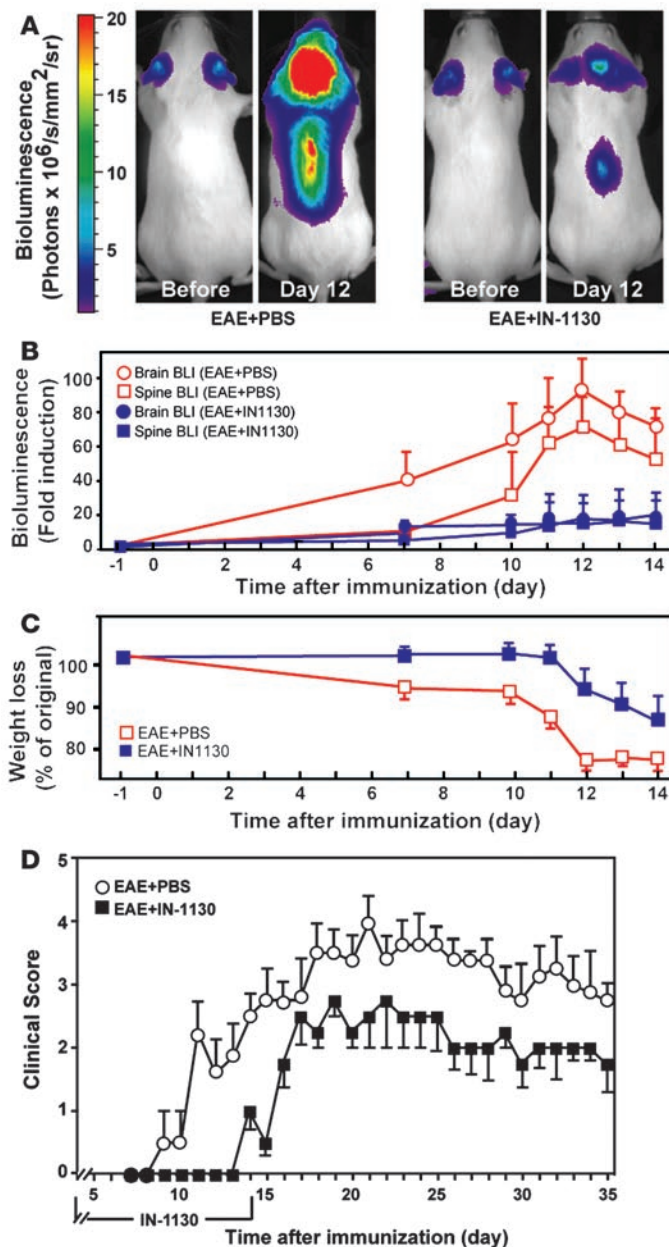 A
Bioluminescence
(Photons x 10⁶/s/mm²/sr)
20
15
10
5
Before
Day 12
Before
Day 12
EAE+PBS
EAE+IN-1130
B
Brain BLI (EAE+PBS)
Spine BLI (EAE+PBS)
Brain BLI (EAE+IN1130)
Spine BLI (EAE+IN1130)
Bioluminescence
(Fold induction)
100
80
60
40
20
0
-1 0 2 4 6 8 10 12 14
Time after immunization (day)
C
Weight loss
(% of original)
100
90
80
EAE+PBS
EAE+IN1130
-1 0 2 2 4 6 8 10 12 14
Time after immunization (day)
D
EAE+PBS
EAE+IN-1130
Clinical Score
5
4
3
2
1
0
5 10 15 20 25 30 35
IN-1130
Time after immunization (day)